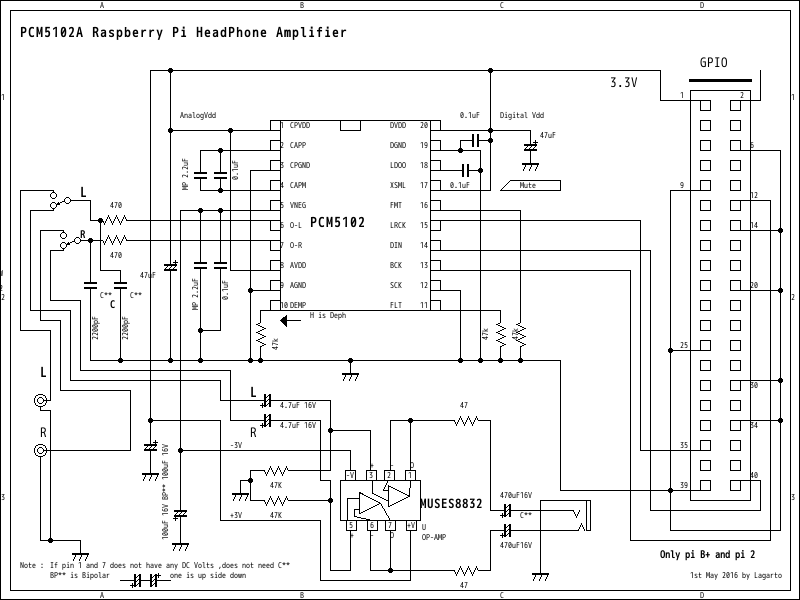 A B C D
PCM5102A Raspberry Pi HeadPhone Amplifier
GPIO
3.3V
1 2
1 1
AnalogVdd
0.1uF
Digital Vdd
1 CPVDD DVDD 20
47uF
2 CAPP DGND 19
6
MP 2.2uF
0.1uF
3 CPGND LDOO 18
4 CAPM XSML 17
0.1uF
Mute
9
L
5 VNEG FMT 16
12
470
6 O-L PCM5102 LRCK 15
14
R
7 O-R DIN 14
470
47uF
8 AVDD BCK 13
MP 2.2uF
0.1uF
9 AGND SCK 12
20
C** C**
C
2 2
10 DEMP FLT 11
H is Deph
2200pF
2200pF
47k
47k
47k
25
L
30
L
4.7uF 16V
47
R
4.7uF 16V
R
34
-3V
35
100uF 16V
BP**
100uF 16V
+ - O
-V 3 2 1
40
47K
39
MUSES8832
470uF16V
C**
3 3
47K
+3V
5 6 7 +V
+ - O
U
OP-AMP
470uF16V
Only pi B+ and pi 2
Note : If pin 1 and 7 does not have any DC Volts ,does not need C**
BP** is Bipolar one is up side down
47
1st May 2016 by Lagarto
A B C D